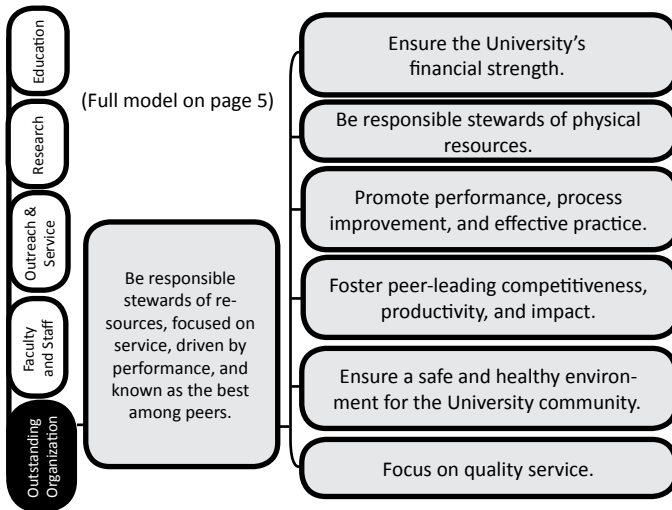 Education
Research
Outreach &
Service
Faculty
and Staff
Outstanding
Organization
(Full model on page 5)
Be responsible
stewards of re-
sources, focused on
service, driven by
performance, and
known as the best
among peers.
Ensure the University's
financial strength.
Be responsible stewards of physical
resources.
Promote performance, process
improvement, and effective practice.
Foster peer-leading competitiveness,
productivity, and impact.
Ensure a safe and healthy environ-
ment for the University community.
Focus on quality service.